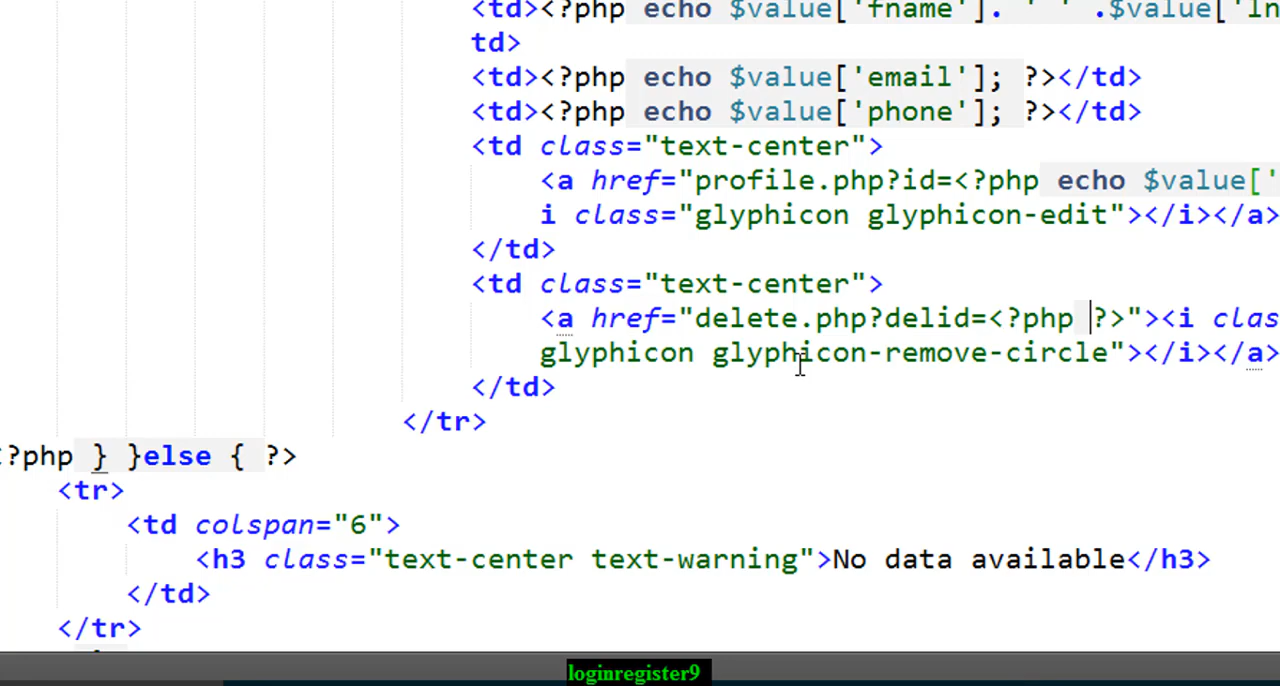 <td><?php echo $value['fname']. ' ' .$value['ln
td>
<td><?php echo $value['email']; ?></td>
<td><?php echo $value['phone']; ?></td>
<td class="text-center">
<a href="profile.php?id=<?php echo $value['
i class="glyphicon glyphicon-edit"></i></a>
</td>
<td class="text-center">
<a href="delete.php?delid=<?php ?>"><i clas
glyphicon glyphicon-remove-circle"></i></a>
</td>
</tr>
?php } }else { ?>
<tr>
<td colspan="6">
<h3 class="text-center text-warning">No data available</h3>
</td>
</tr>
loginregister9